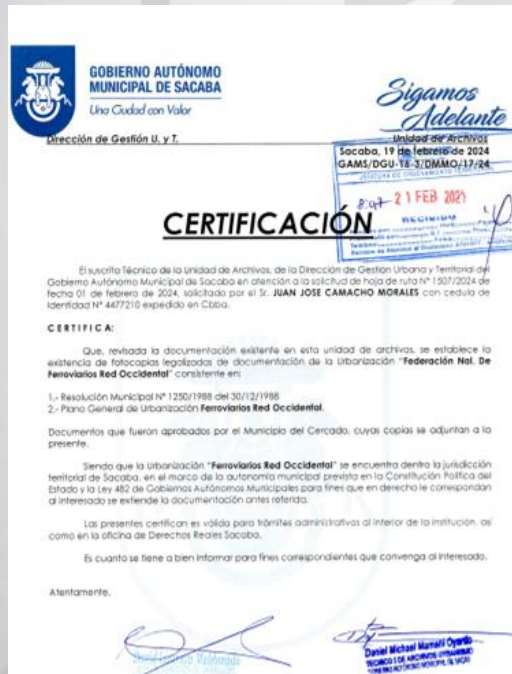 GOBIERNO AUTÓNOMO
MUNICIPAL DE SACABA
Una Ciudad con Valor
Sigamos
Adelante
Dirección de Gestión U. y T.
Unidad de Archivos
Sacaba, 19 de febrero de 2024
GAMS/DGU-T6-3/DMMO/17/24
21 FEB 2024
RECIBIDO
CERTIFICACIÓN
El suscrito Técnico de la Unidad de Archivos, de la Dirección de Gestión Urbana y Territorial del
Gobierno Autónomo Municipal de Sacaba en atención a la solicitud de hoja de ruta N° 1507/2024 de
fecha 01 de febrero de 2024, solicitado por el Sr. JUAN JOSE CAMACHO MORALES con cedula de
Identidad N° 4477210 expedido en Cbba.
CERTIFICA:
Que, revisada la documentación existente en esta unidad de archivos, se establece la
existencia de fotocopias legalizadas de documentación de la Urbanización "Federación Nal. De
Ferroviarios Red Occidental" consistente en:
1.- Resolución Municipal N° 1250/1988 del 30/12/1988
2.- Plano General de Urbanización Ferroviarios Red Occidental.
Documentos que fueron aprobados por el Municipio del Cercado, cuyas copias se adjuntan a la
presente.
Siendo que la urbanización "Ferroviarios Red Occidental" se encuentra dentro la jurisdicción
territorial de Sacaba, en el marco de la autonomía municipal prevista en la Constitución Política del
Estado y la Ley 482 de Gobiernos Autónomos Municipales para fines que en derecho le correspondan
al interesado se extiende la documentación antes referida.
Las presentes certifican es válida para trámites administrativos al interior de la institución, así
como en la oficina de Derechos Reales Sacaba.
Es cuanto se tiene a bien informar para fines correspondientes que convenga al interesado.
Atentamente,
Daniel Michael Mamani Oyardo
TECNICO I DE ARCHIVOS URBANISMO